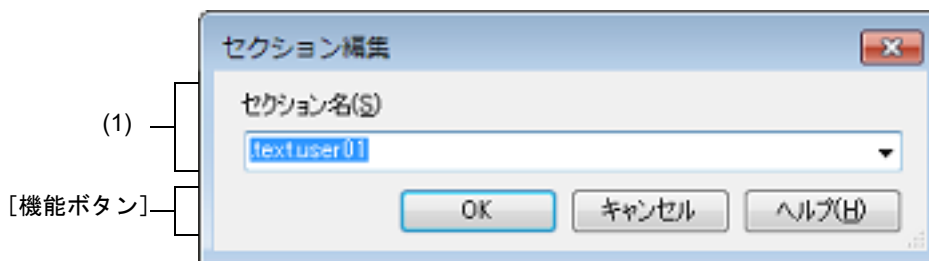 セクション編集
セクション名(S)
(1)
.textuser01
[機能ボタン]
OK キャンセル ヘルプ(H)